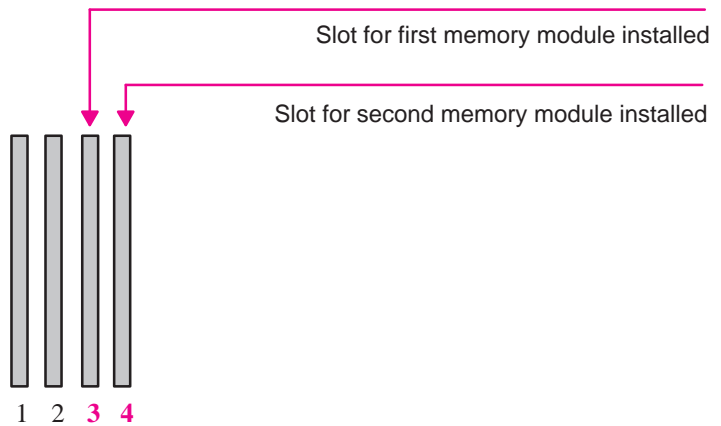 Slot for first memory module installed
Slot for second memory module installed
1 2 3 4